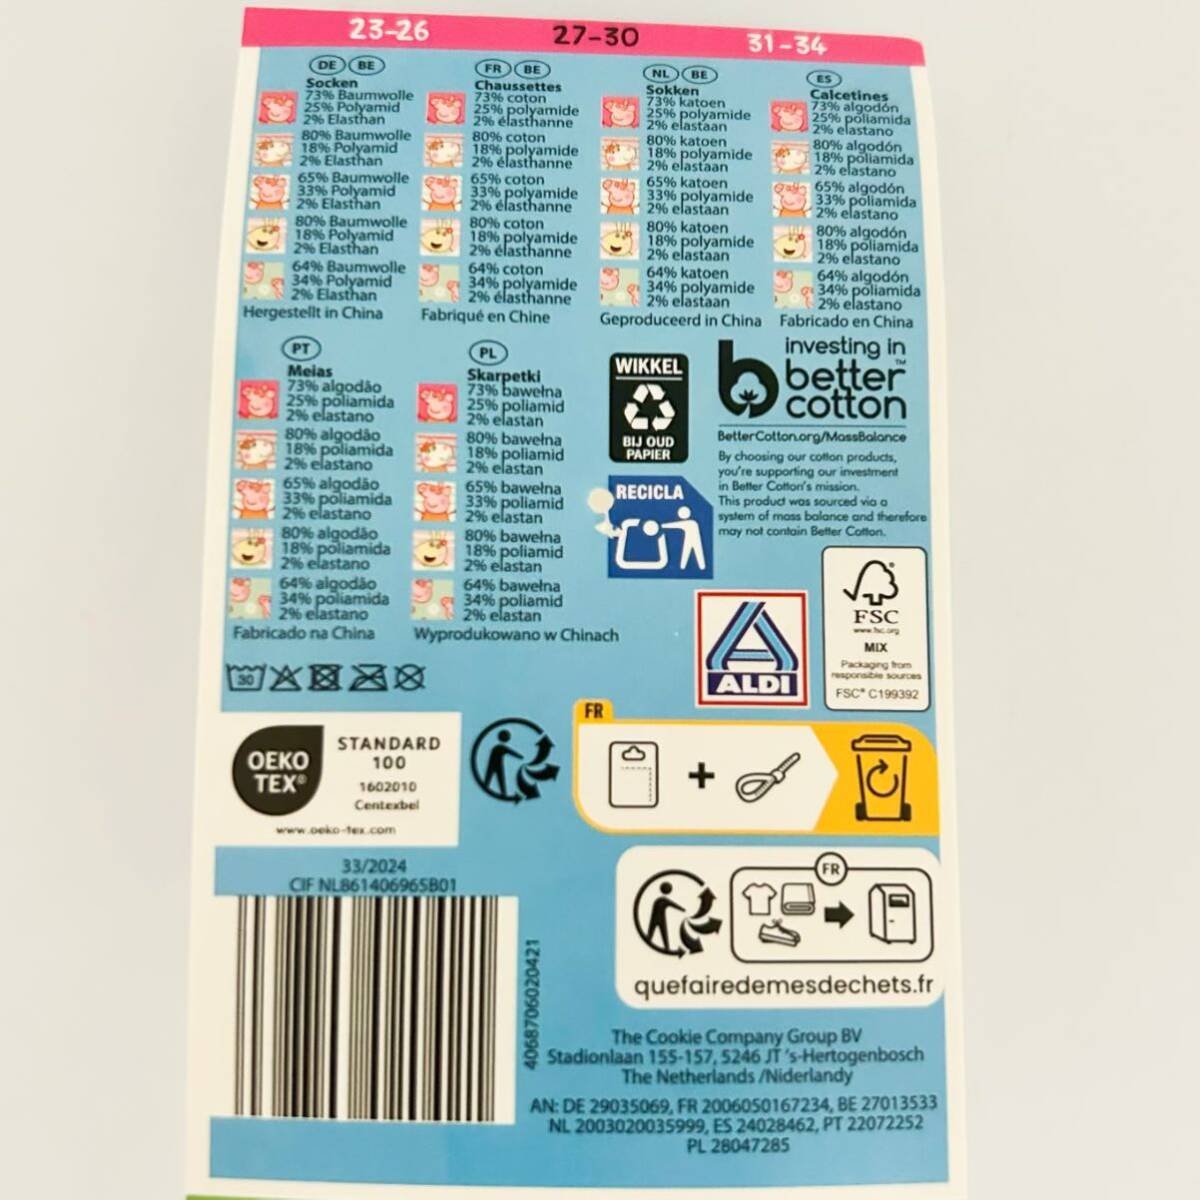 23-26
27-30
31-34
DE BE
Socken
73% Baumwolle
25% Polyamid
2% Elasthan
80% Baumwolle
18% Polyamid
2% Elasthan
65% Baumwolle
33% Polyamid
2% Elasthan
80% Baumwolle
18% Polyamid
2% Elasthan
64% Baumwolle
34% Polyamid
2% Elasthan
Hergestellt in China
FR BE
Chaussettes
73% coton
25% polyamide
2% élasthanne
80% coton
18% polyamide
2% élasthanne
65% coton
33% polyamide
2% élasthanne
80% coton
18% polyamide
2% élasthanne
64% coton
34% polyamide
2% élasthanne
Fabriqué en Chine
NL BE
Sokken
73% katoen
25% polyamide
2% elastaan
80% katoen
18% polyamide
2% elastaan
65% katoen
33% polyamide
2% elastaan
80% katoen
18% polyamide
2% elastaan
64% katoen
34% polyamide
2% elastaan
Geproduceerd in China
ES
Calcetines
73% algodón
25% poliamida
2% elastano
80% algodón
18% poliamida
2% elastano
65% algodón
33% poliamida
2% elastano
80% algodón
18% poliamida
2% elastano
64% algodón
34% poliamida
2% elastano
Fabricado en China
PT
Meias
73% algodão
25% poliamida
2% elastano
80% algodão
18% poliamida
2% elastano
65% algodão
33% poliamida
2% elastano
80% algodão
18% poliamida
2% elastano
64% algodão
34% poliamida
2% elastano
Fabricado na China
PL
Skarpetki
73% bawełna
25% poliamid
2% elastan
80% bawełna
18% poliamid
2% elastan
65% bawełna
33% poliamid
2% elastan
80% bawełna
18% poliamid
2% elastan
64% bawełna
34% poliamid
2% elastan
Wyprodukowano w Chinach
WIKKEL
BIJ OUD
PAPIER
investing in
better™
cotton
BetterCotton.org/MassBalance
By choosing our cotton products,
you're supporting our investment
in Better Cotton's mission.
This product was sourced via a
system of mass balance and therefore
may not contain Better Cotton.
RECICLA
ALDI
FSC
www.fsc.org
MIX
Packaging from
responsible sources
FSC® C199392
30
OEKO
TEX®
STANDARD
100
1602010
Centexbel
www.oeko-tex.com
FR
+
33/2024
CIF NL861406965B01
4068706020421
FR
quefairedemesdechets.fr
The Cookie Company Group BV
Stadionlaan 155-157, 5246 JT 's-Hertogenbosch
The Netherlands /Niderlandy
AN: DE 29035069, FR 2006050167234, BE 27013533
NL 2003020035999, ES 24028462, PT 22072252
PL 28047285